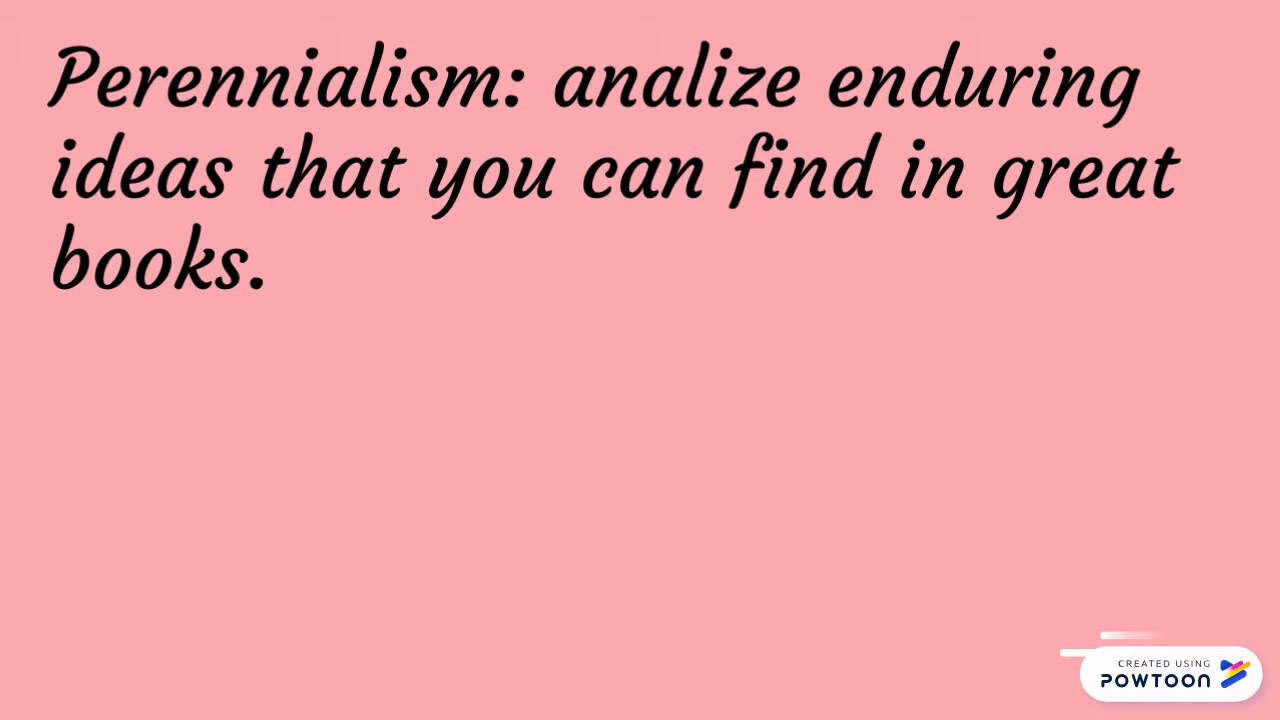 Perennialism: analize enduring
ideas that you can find in great
books.
CREATED USING
POWTOON